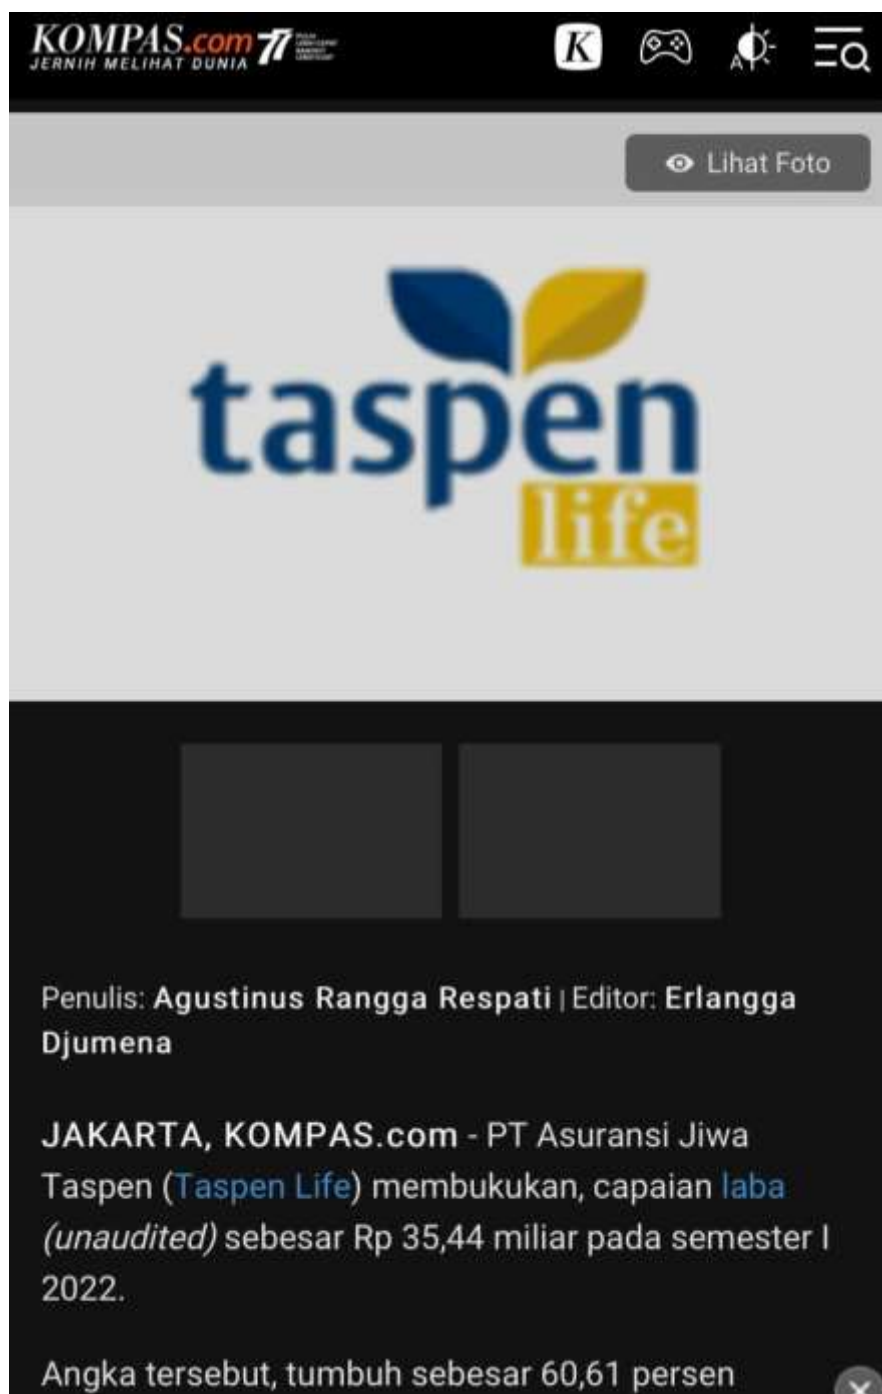 KOMPAS.com 77
JERNIH MELIHAT DUNIA
K
A
Lihat Foto
taspen
life
Penulis: Agustinus Rangga Respati | Editor: Erlangga
Djumena
JAKARTA, KOMPAS.com - PT Asuransi Jiwa
Taspen (Taspen Life) membukukan, capaian laba
(unaudited) sebesar Rp 35,44 miliar pada semester I
2022.
Angka tersebut, tumbuh sebesar 60,61 persen